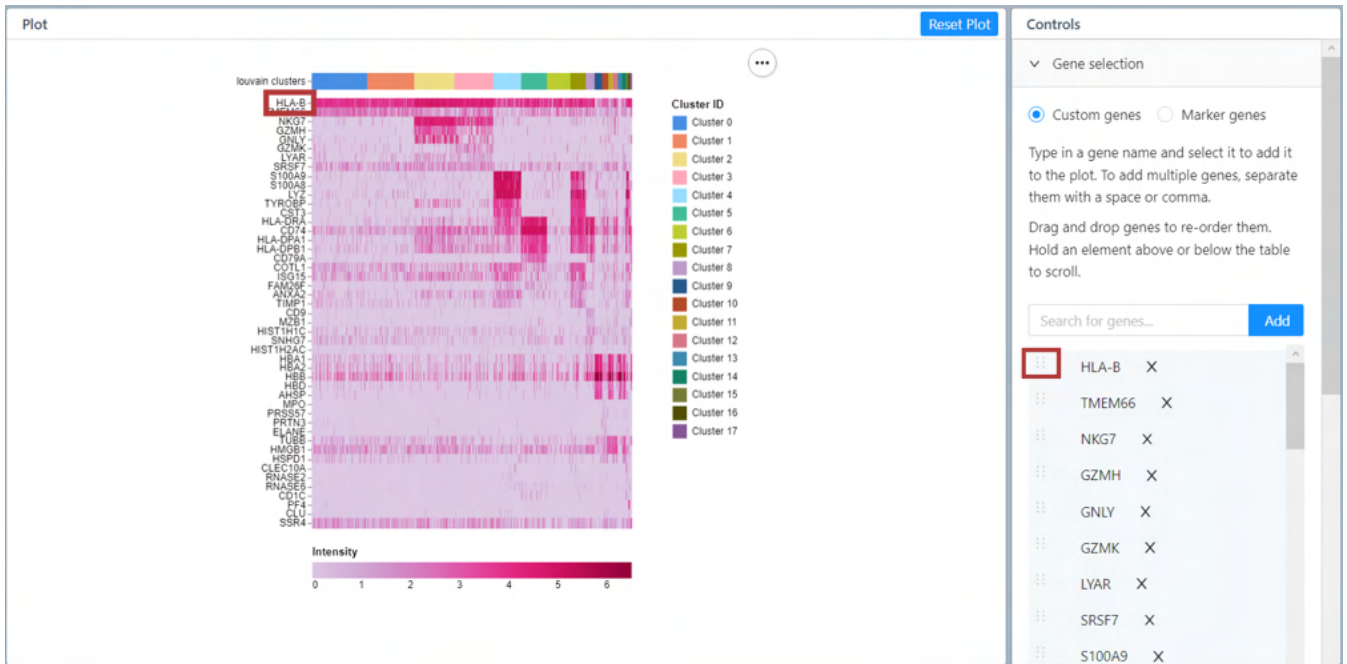 Plot
Reset Plot
louvain clusters
HLA-B
TMEM66
NKG7
GZMH
GNLY
GZMK
LYAR
SRSF7
S100A9
S100A8
LYZ
TYROBP
CST3
HLA-DRA
CD74
HLA-DPA1
HLA-DPB1
CD79A
COTL1
ISG15
FAM26F
ANXA2
TIMP1
CD9
MZB1
HIST1H1C
SNHG7
HIST1H2AC
HBA1
HBA2
HBB
HBD
AHSP
MPO
PRSS57
PRTN3
ELANE
TUBB
HMGB1
HSPD1
CLEC10A
RNASE2
RNASE6
CD1C
PF4
CLU
SSR4
Intensity
0 1 2 3 4 5 6
Cluster ID
Cluster 0
Cluster 1
Cluster 2
Cluster 3
Cluster 4
Cluster 5
Cluster 6
Cluster 7
Cluster 8
Cluster 9
Cluster 10
Cluster 11
Cluster 12
Cluster 13
Cluster 14
Cluster 15
Cluster 16
Cluster 17
Controls
Gene selection
Custom genes Marker genes
Type in a gene name and select it to add it
to the plot. To add multiple genes, separate
them with a space or comma.
Drag and drop genes to re-order them.
Hold an element above or below the table
to scroll.
Search for genes... Add
HLA-B X
TMEM66 X
NKG7 X
GZMH X
GNLY X
GZMK X
LYAR X
SRSF7 X
S100A9 X